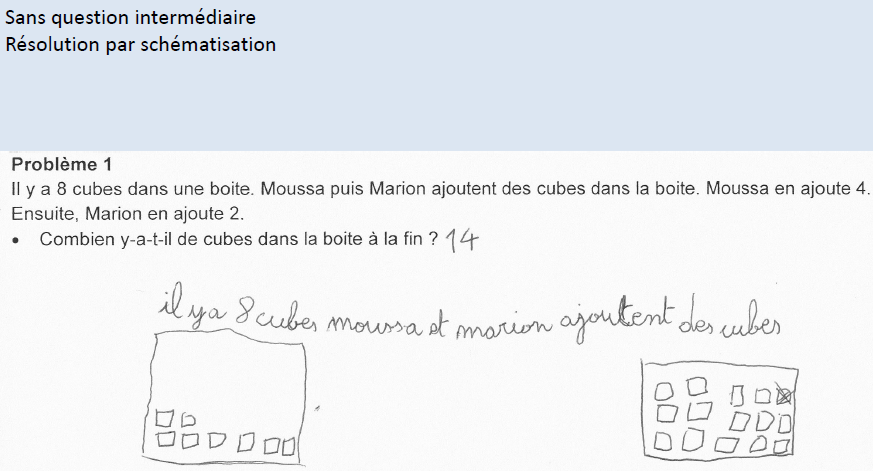 Sans question intermédiaire
Résolution par schématisation
Problème 1
Il y a 8 cubes dans une boite. Moussa puis Marion ajoutent des cubes dans la boite. Moussa en ajoute 4.
Ensuite, Marion en ajoute 2.
• Combien y-a-t-il de cubes dans la boite à la fin ? 14
il y a 8 cubes moussa et marion ajoutent des cubes